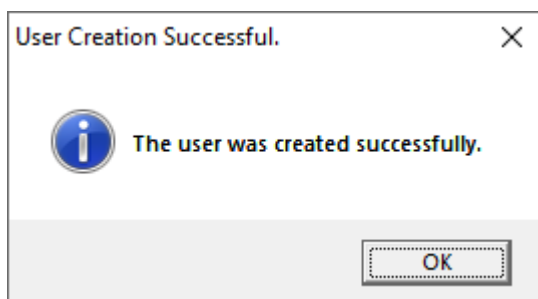 User Creation Successful.
The user was created successfully.
OK